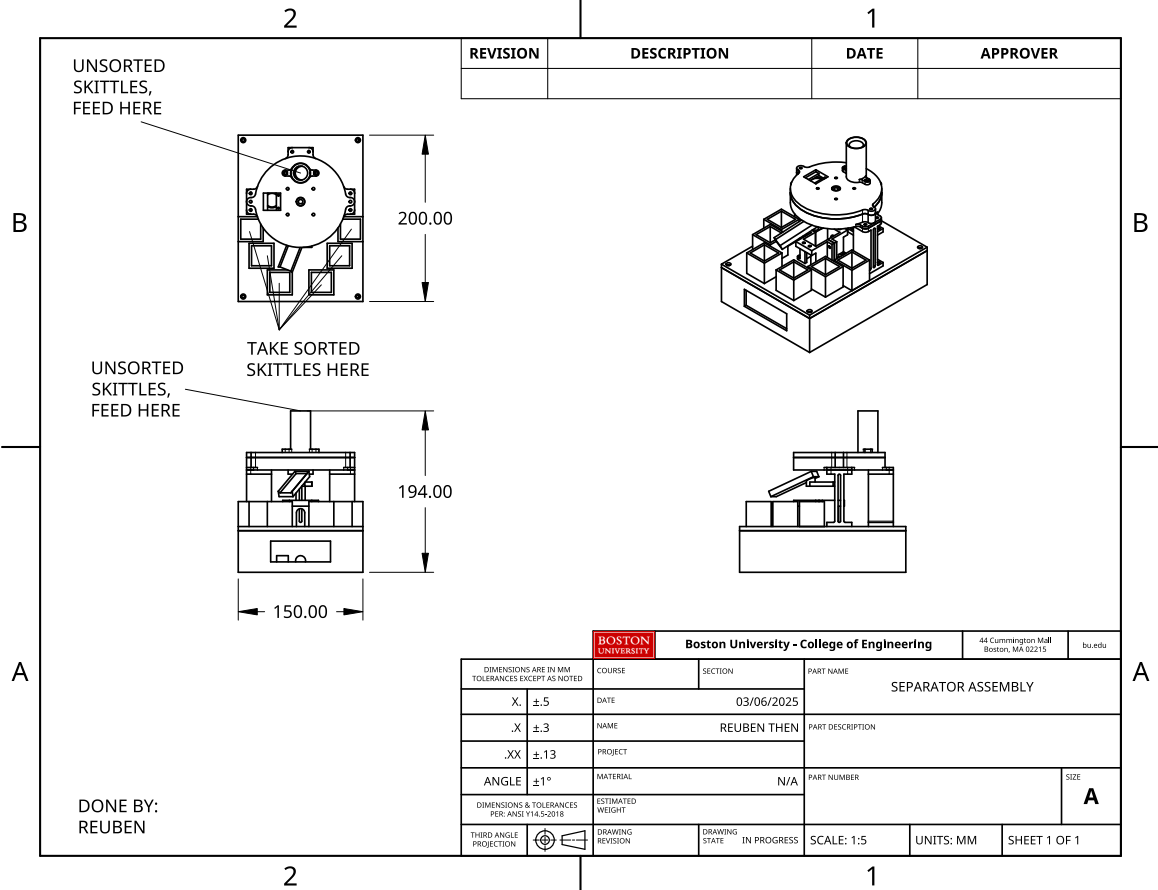 2
1
REVISION
DESCRIPTION
DATE
APPROVER
UNSORTED
SKITTLES,
FEED HERE
B
B
200.00
TAKE SORTED
SKITTLES HERE
UNSORTED
SKITTLES,
FEED HERE
194.00
150.00
BOSTON
UNIVERSITY
Boston University - College of Engineering
44 Cummington Mall
Boston, MA 02215
bu.edu
A
A
DIMENSIONS ARE IN MM
TOLERANCES EXCEPT AS NOTED
COURSE
SECTION
PART NAME
SEPARATOR ASSEMBLY
X. ±.5
DATE 03/06/2025
.X ±.3
NAME REUBEN THEN
PART DESCRIPTION
.XX ±.13
PROJECT
ANGLE ±1°
MATERIAL N/A
PART NUMBER
SIZE
A
DIMENSIONS & TOLERANCES
PER: ANSI Y14.5-2018
ESTIMATED
WEIGHT
THIRD ANGLE
PROJECTION
DRAWING
REVISION
DRAWING
STATE
IN PROGRESS
SCALE: 1:5
UNITS: MM
SHEET 1 OF 1
DONE BY:
REUBEN
2
1